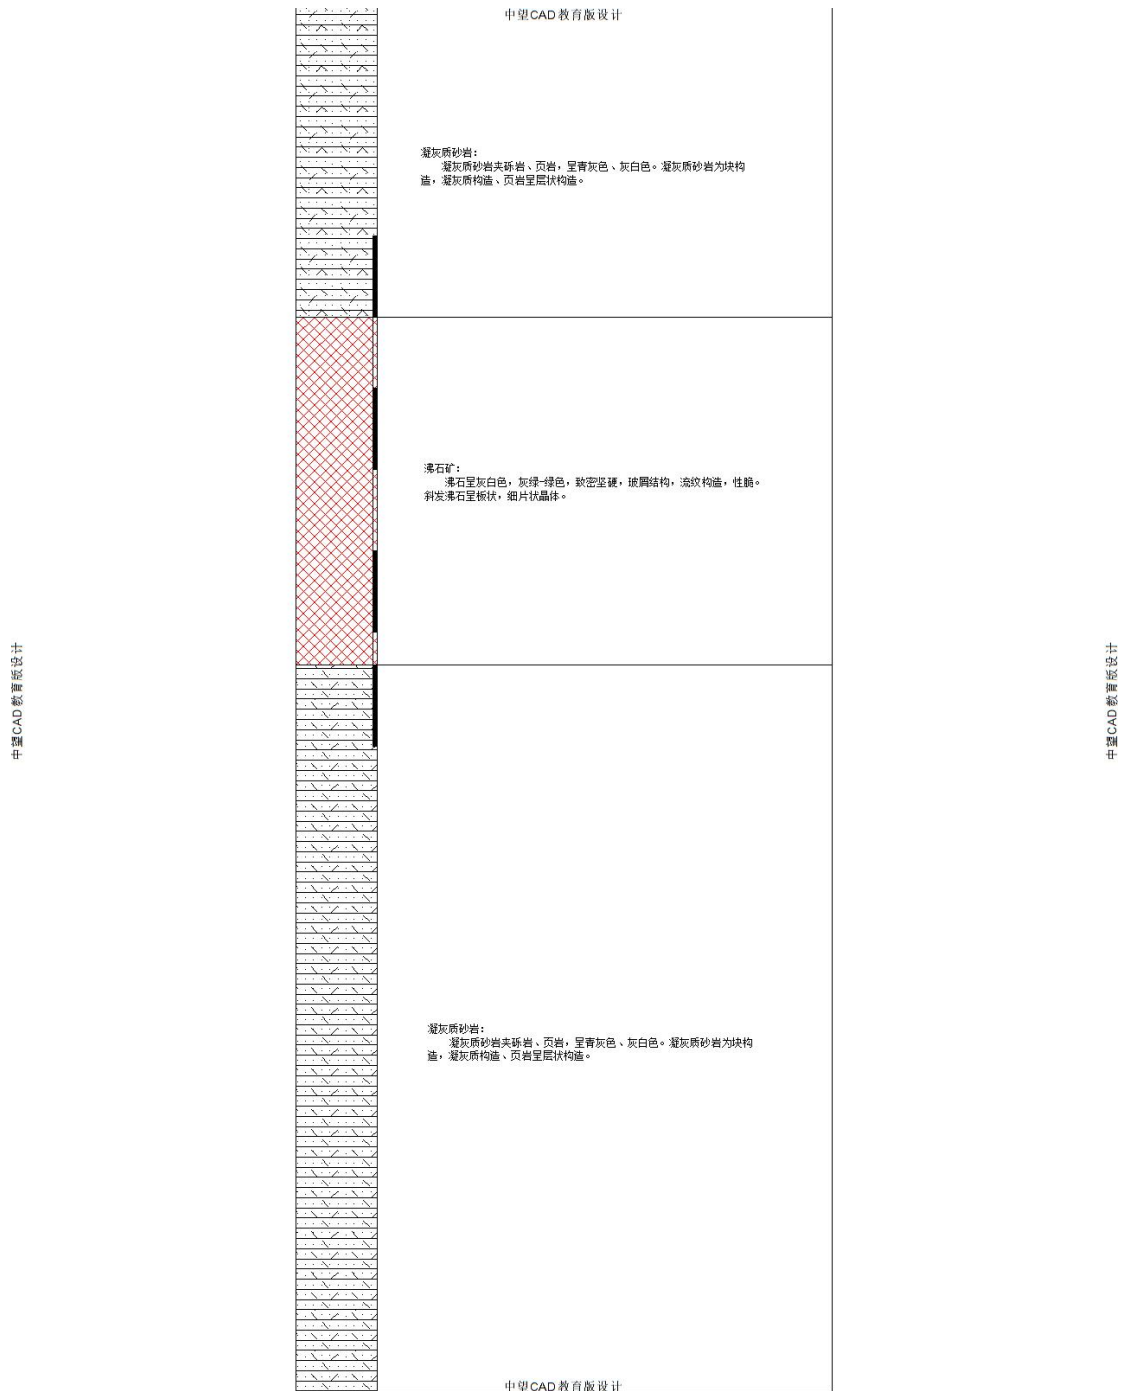 中望CAD教育版设计
凝灰质砂岩：
凝灰质砂岩夹砾岩、页岩，呈青灰色、灰白色。凝灰质砂岩为块构
造，凝灰质构造、页岩呈层状构造。
沸石矿：
沸石呈灰白色，灰绿-绿色，致密坚硬，玻屑结构，流纹构造，性脆。
斜发沸石呈板状，细片状晶体。
中望CAD教育版设计
中望CAD教育版设计
凝灰质砂岩：
凝灰质砂岩夹砾岩、页岩，呈青灰色、灰白色。凝灰质砂岩为块构
造，凝灰质构造、页岩呈层状构造。
中望CAD教育版设计